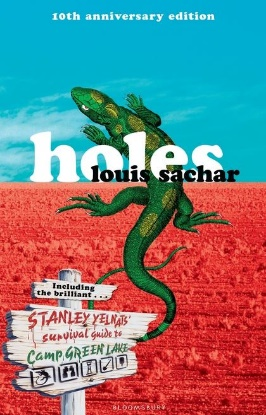 10th anniversary edition
holes
louis sachar
Including
the brilliant . . .
STANLEY YELNATS'
survival guide to
CAMP GREEN LAKE
BLOOMSBURY